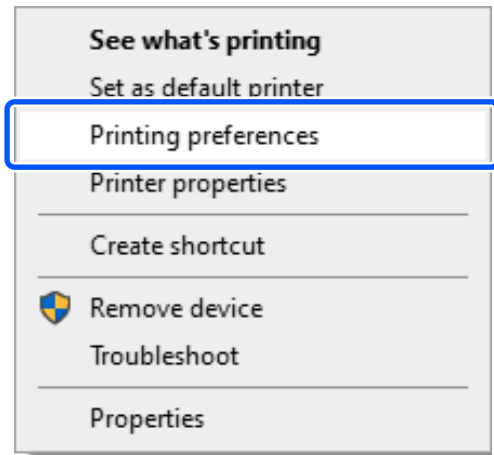 See what's printing
Set as default printer
Printing preferences
Printer properties
Create shortcut
Remove device
Troubleshoot
Properties